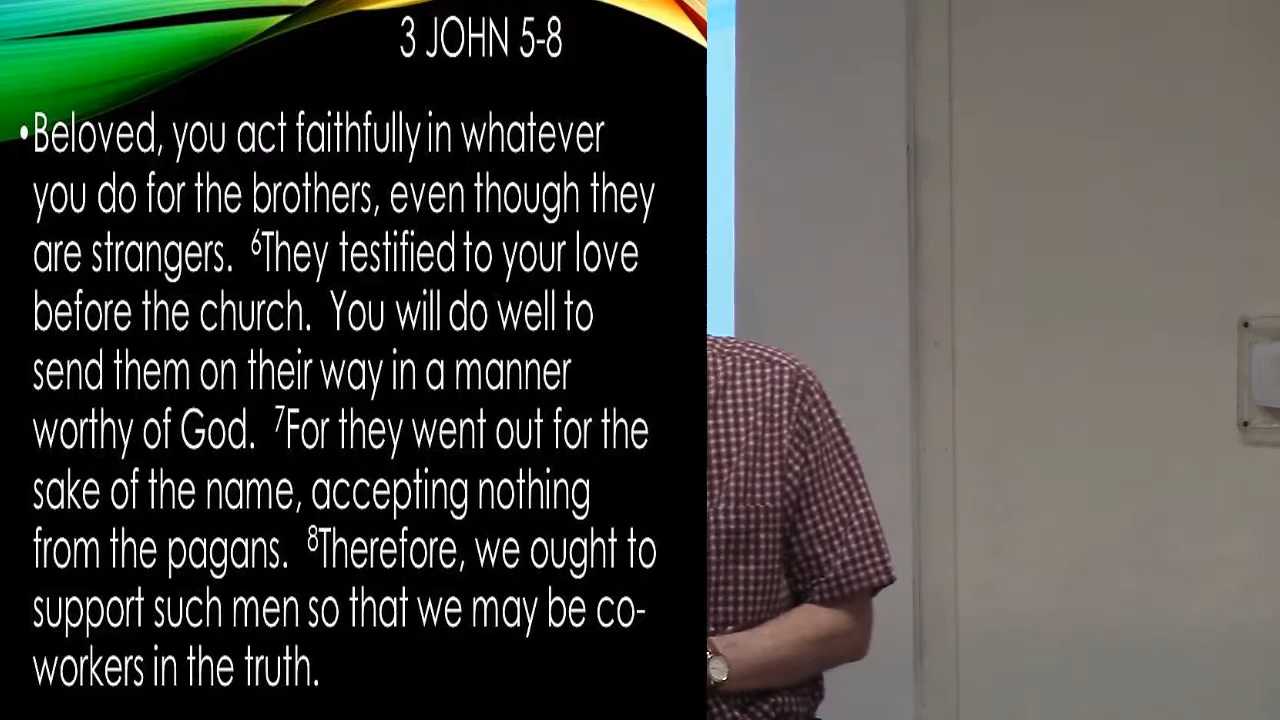 3 JOHN 5-8
•Beloved, you act faithfully in whatever
you do for the brothers, even though they
are strangers.  ⁶They testified to your love
before the church.  You will do well to
send them on their way in a manner
worthy of God.  ⁷For they went out for the
sake of the name, accepting nothing
from the pagans.  ⁸Therefore, we ought to
support such men so that we may be co-
workers in the truth.